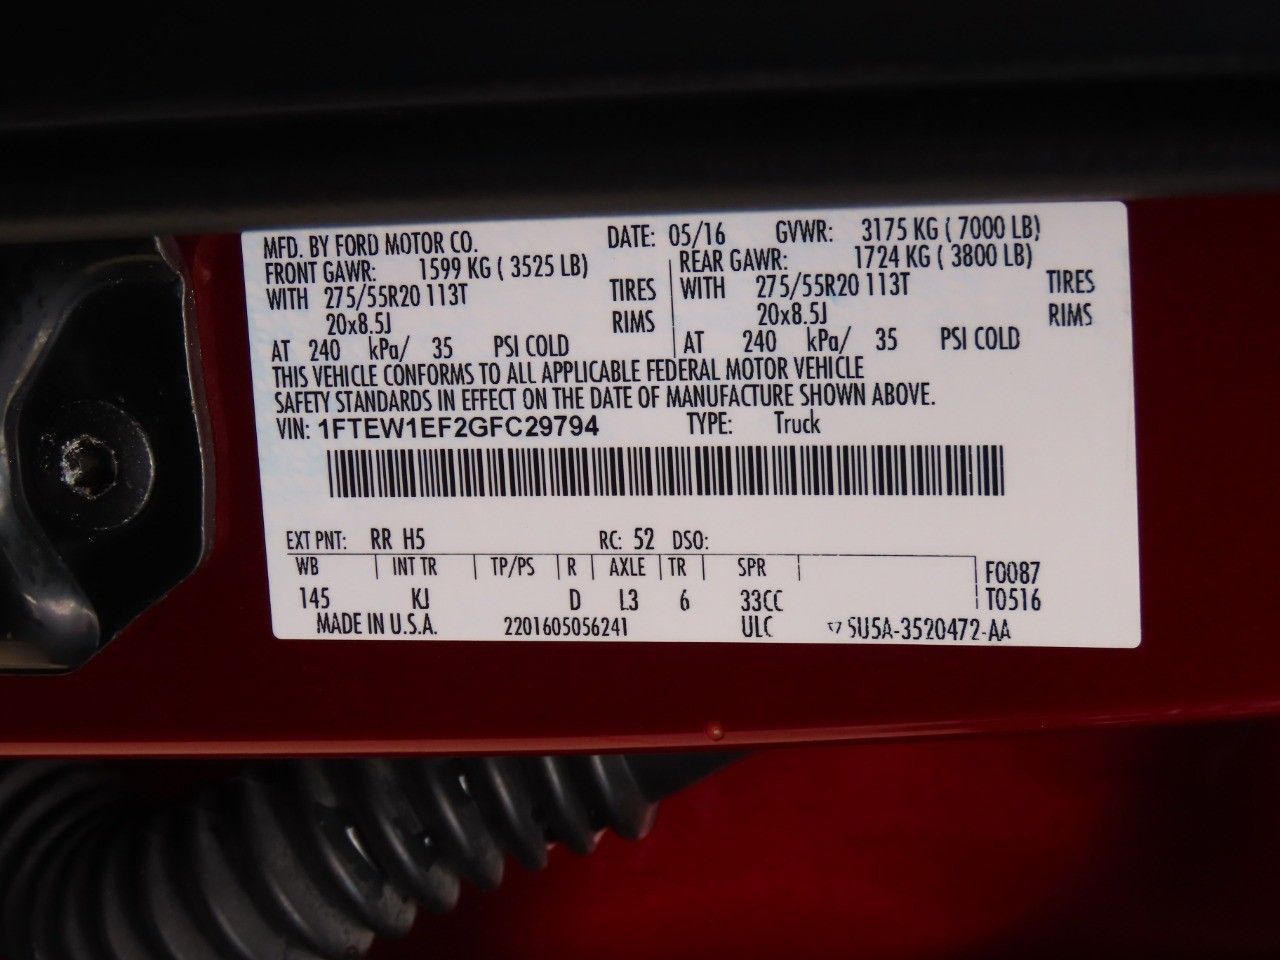 MFD. BY FORD MOTOR CO. DATE: 05/16 GVWR: 3175 KG ( 7000 LB)
FRONT GAWR: 1599 KG ( 3525 LB) REAR GAWR: 1724 KG ( 3800 LB)
WITH 275/55R20 113T TIRES WITH 275/55R20 113T TIRES
20x8.5J RIMS 20x8.5J RIMS
AT 240 kPa/ 35 PSI COLD AT 240 kPa/ 35 PSI COLD
THIS VEHICLE CONFORMS TO ALL APPLICABLE FEDERAL MOTOR VEHICLE
SAFETY STANDARDS IN EFFECT ON THE DATE OF MANUFACTURE SHOWN ABOVE.
VIN: 1FTEW1EF2GFC29794 TYPE: Truck
EXT PNT: RR H5 RC: 52 DSO:
WB INT TR TP/PS R AXLE TR SPR F0087
145 KJ D L3 6 33CC T0516
MADE IN U.S.A. 2201605056241 ULC 5U5A-3520472-AA